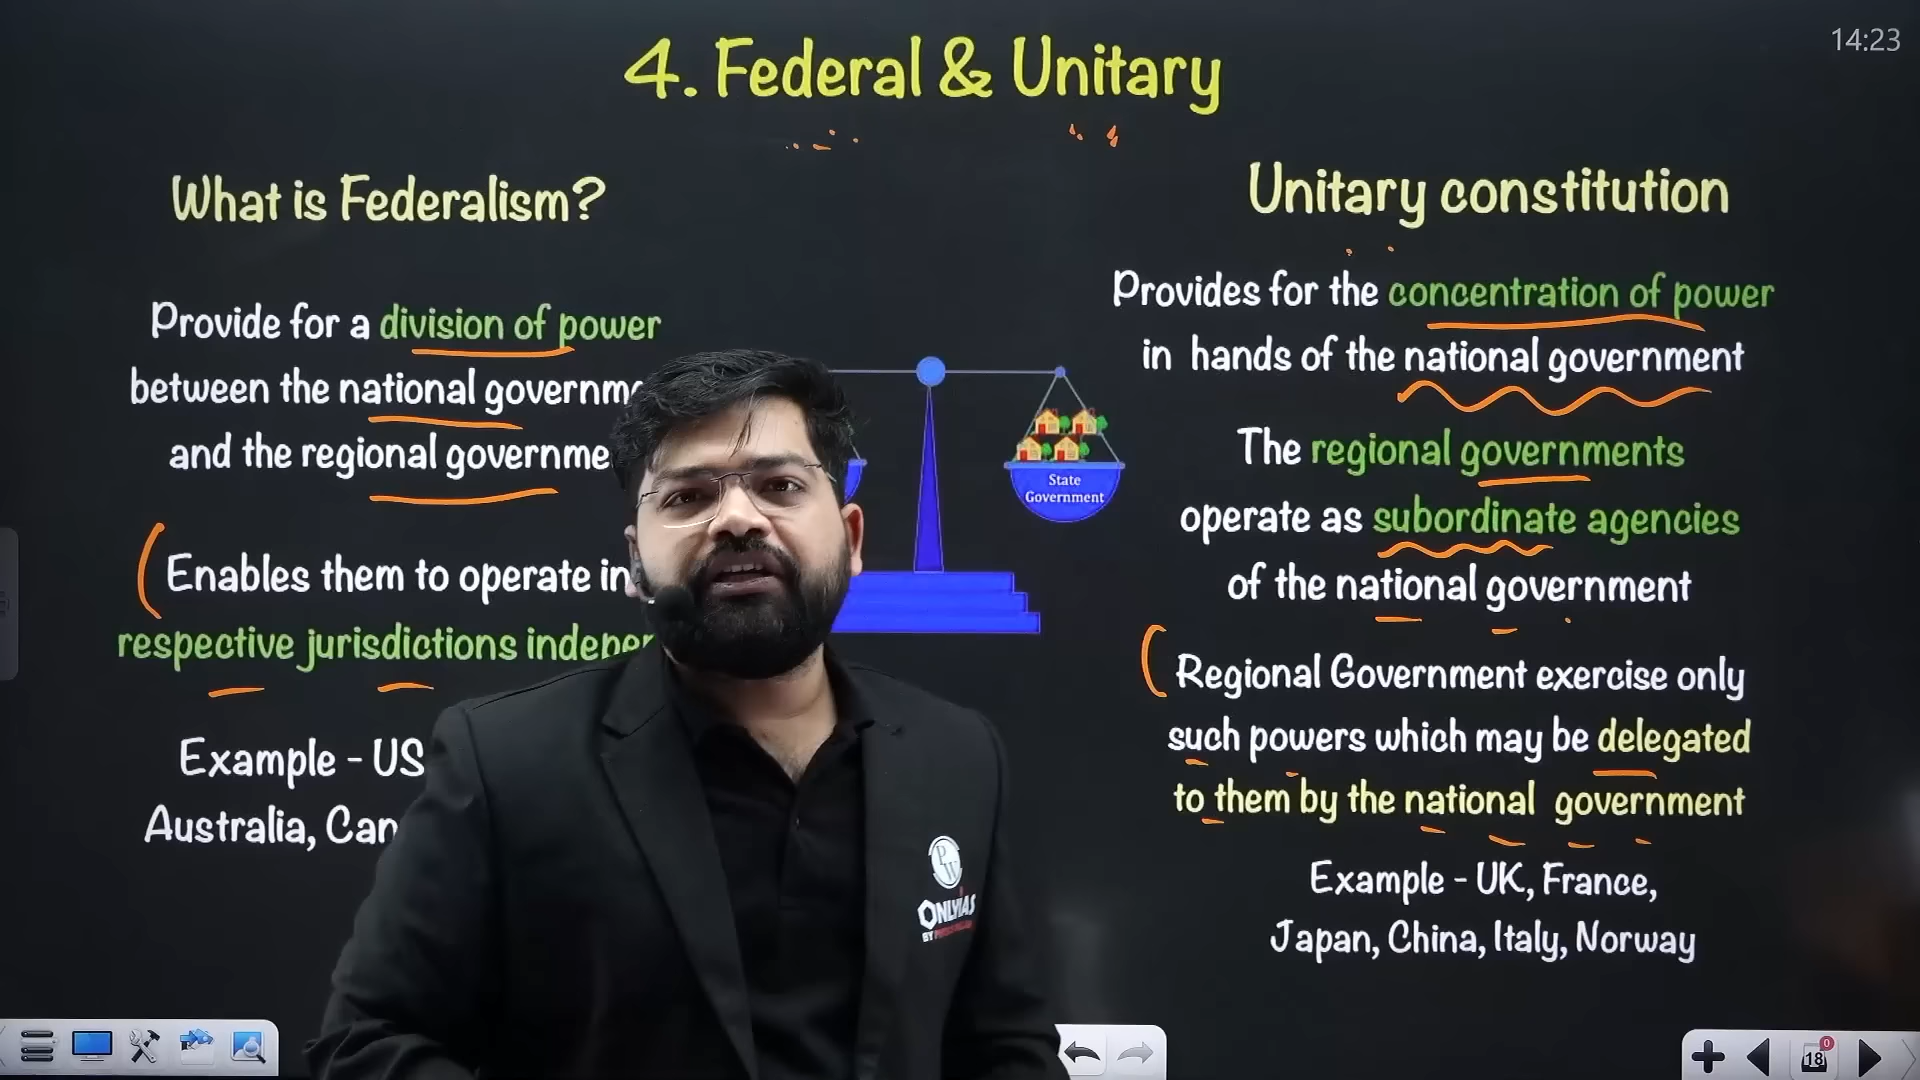 14:23
4. Federal & Unitary
What is Federalism?
Provide for a division of power
between the national
and the regional
Enables them to operate in
respective jurisdictions
Example - US
Australia,
State
Government
Unitary constitution
Provides for the concentration of power
in hands of the national government
The regional governments
operate as subordinate agencies
of the national government
Regional Government exercise only
such powers which may be delegated
to them by the national government
Example - UK, France,
Japan, China, Italy, Norway
PW
ONLYIAS
BY
18
0